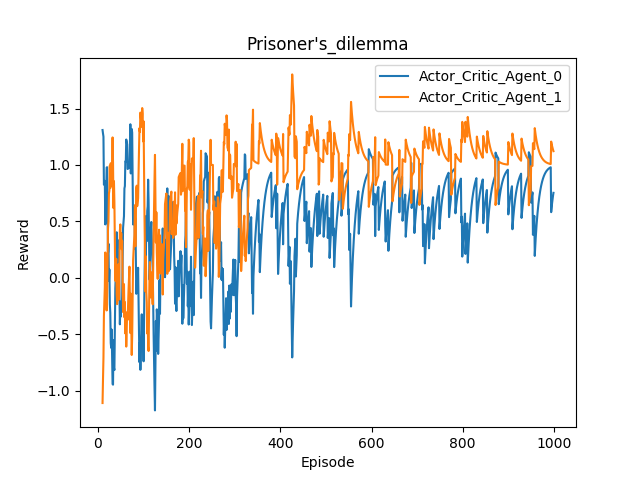 Prisoner's_dilemma
Actor_Critic_Agent_0
Actor_Critic_Agent_1
Reward
1.5
1.0
0.5
0.0
−0.5
−1.0
0 200 400 600 800 1000
Episode